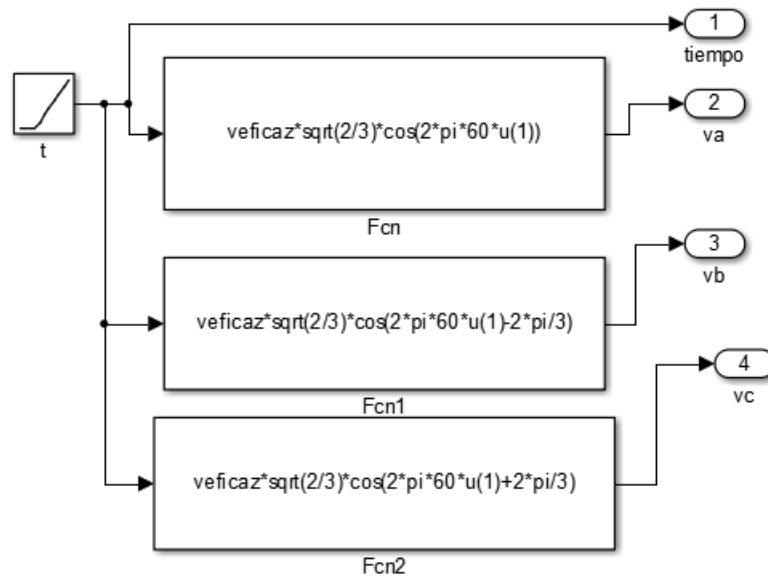 1
tiempo
t
veficaz*sqrt(2/3)*cos(2*pi*60*u(1))
Fcn
2
va
veficaz*sqrt(2/3)*cos(2*pi*60*u(1)-2*pi/3)
Fcn1
3
vb
veficaz*sqrt(2/3)*cos(2*pi*60*u(1)+2*pi/3)
Fcn2
4
vc